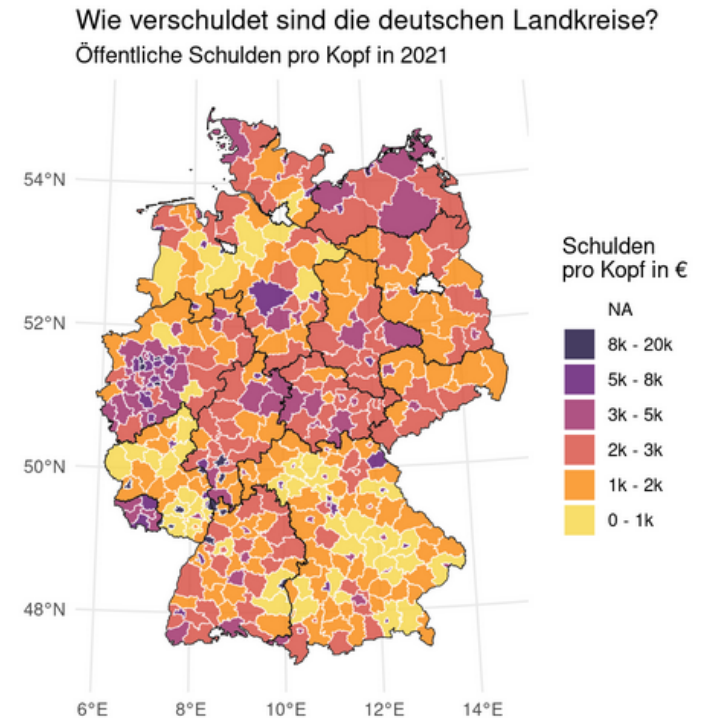 Wie verschuldet sind die deutschen Landkreise?
Öffentliche Schulden pro Kopf in 2021
54°N
52°N
50°N
48°N
6°E
8°E
10°E
12°E
14°E
Schulden
pro Kopf in €
NA
8k - 20k
5k - 8k
3k - 5k
2k - 3k
1k - 2k
0 - 1k